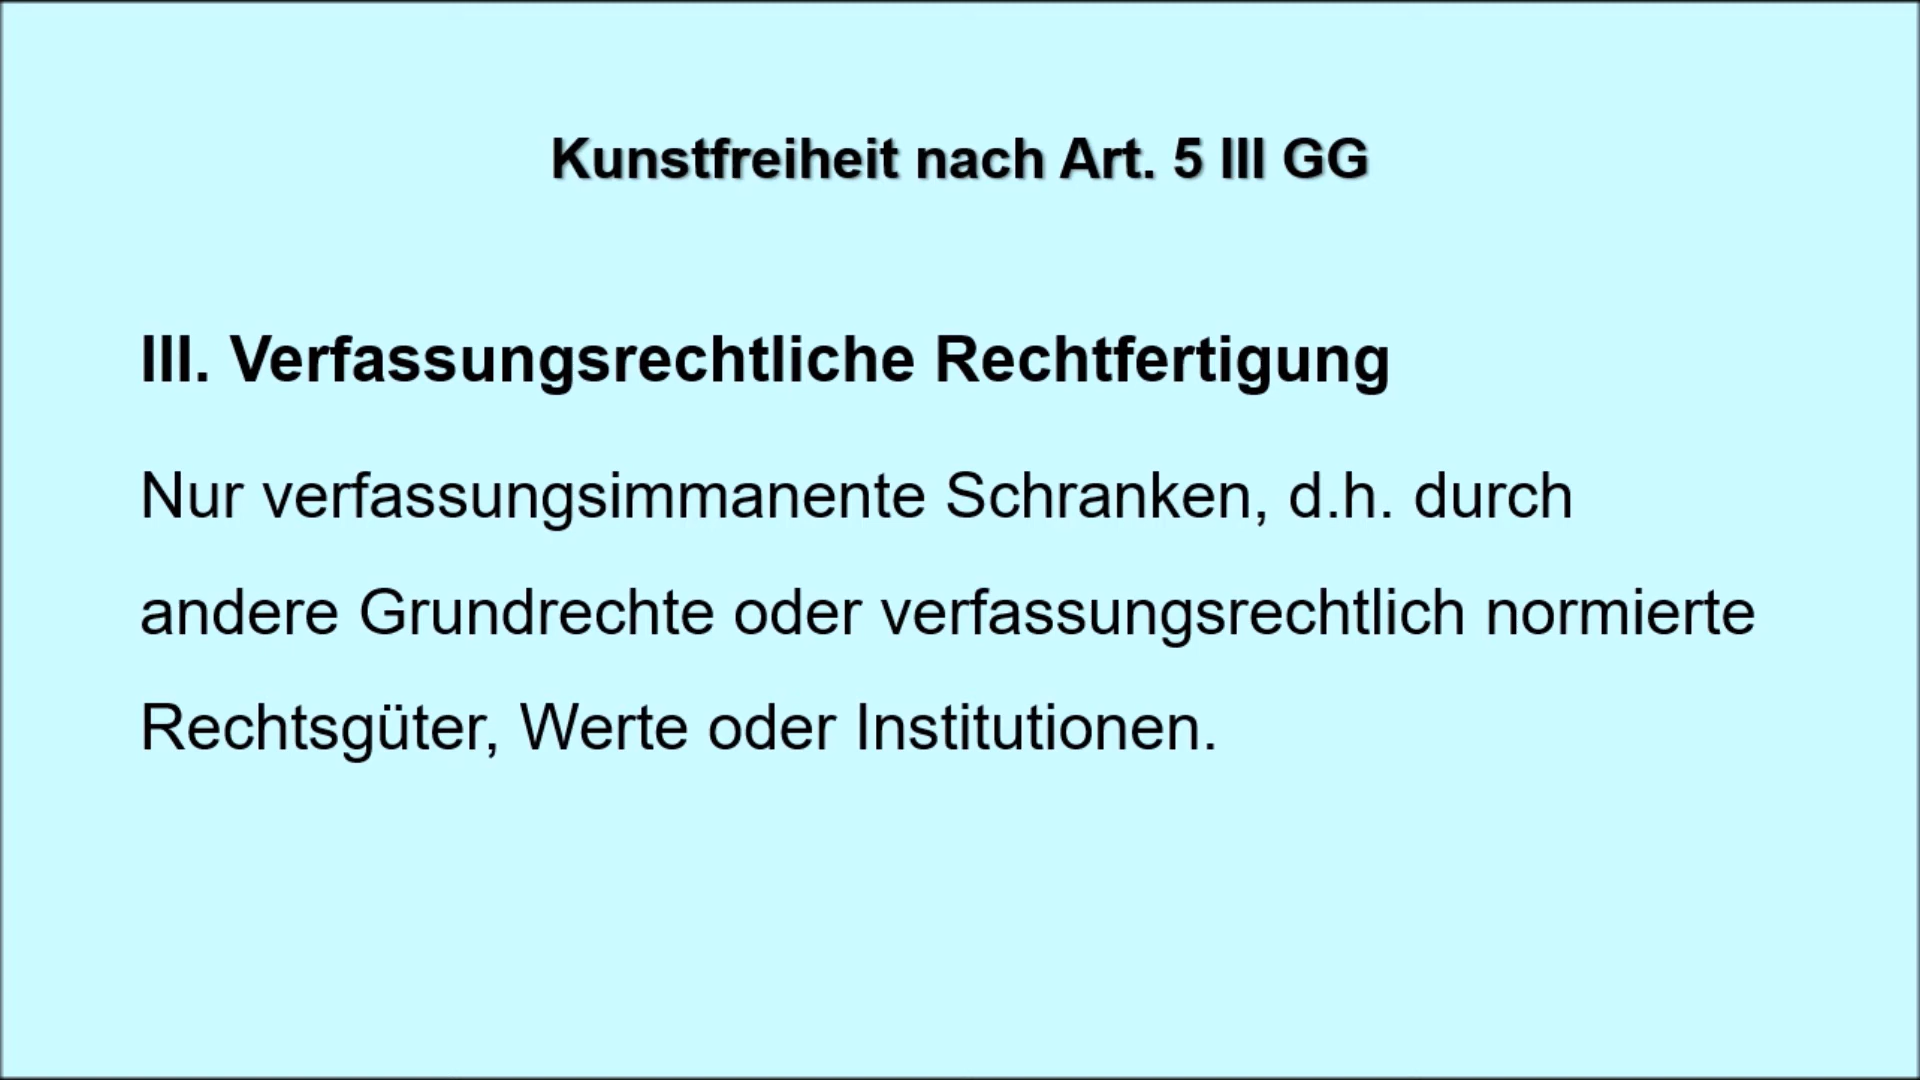 Kunstfreiheit nach Art. 5 III GG
III. Verfassungsrechtliche Rechtfertigung
Nur verfassungsimmanente Schranken, d.h. durch
andere Grundrechte oder verfassungsrechtlich normierte
Rechtsgüter, Werte oder Institutionen.